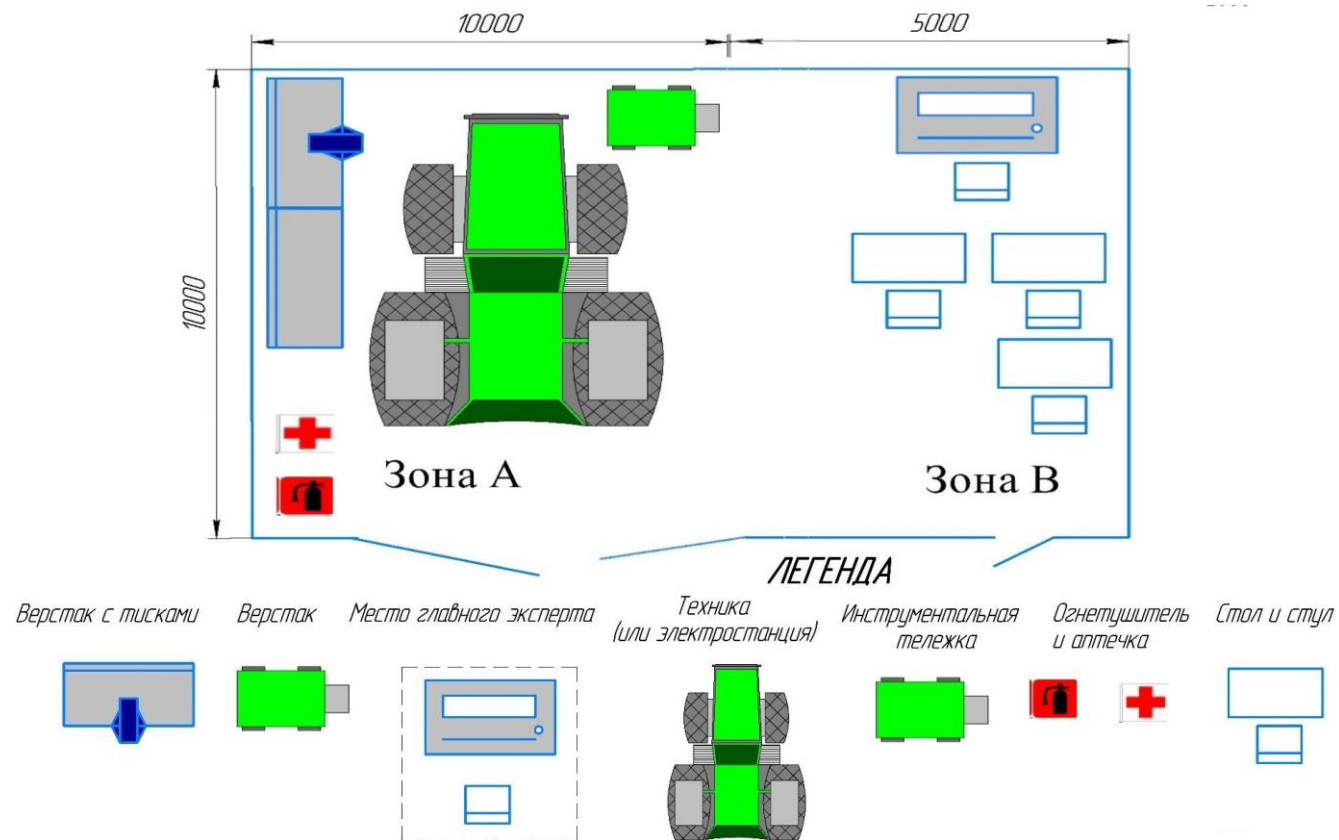 10000
5000
10000
Зона А
Зона В
ЛЕГЕНДА
Верстак с тисками
Верстак
Место главного эксперта
Техника
(или электростанция)
Инструментальная
тележка
Огнетушитель
и аптечка
Стол и стул